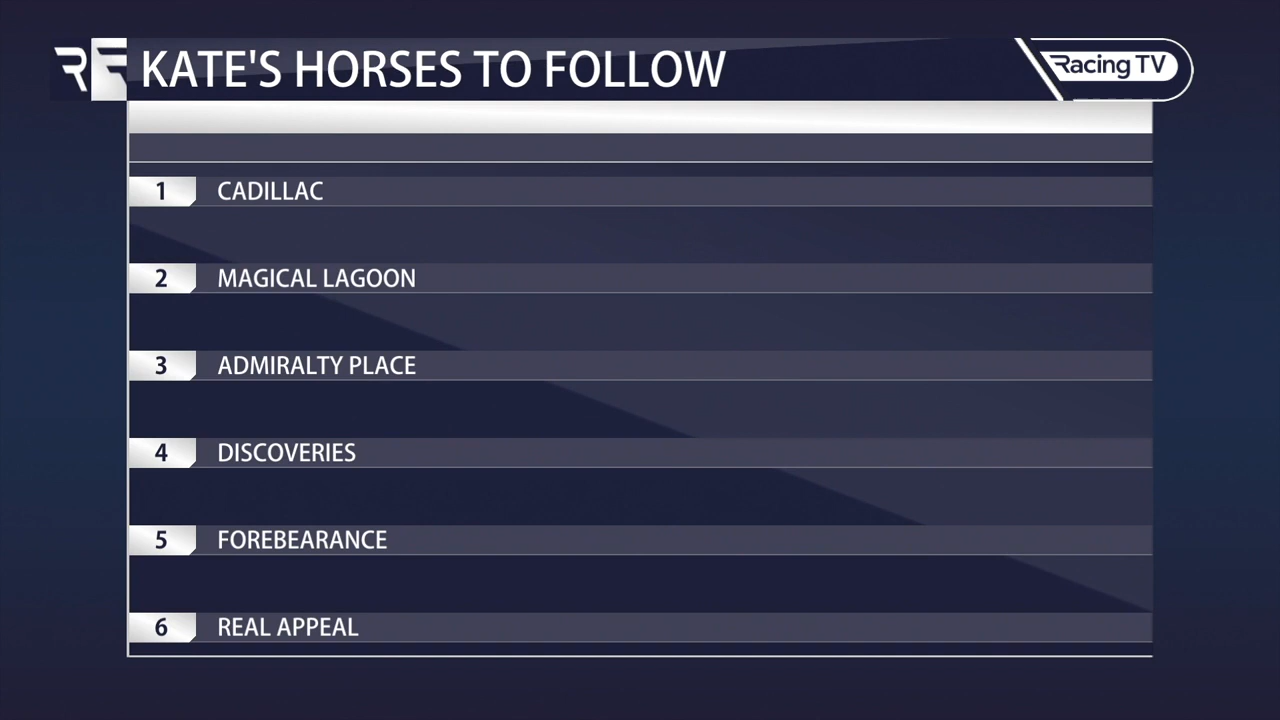 RF KATE'S HORSES TO FOLLOW Racing TV
1 CADILLAC
2 MAGICAL LAGOON
3 ADMIRALTY PLACE
4 DISCOVERIES
5 FOREBEARANCE
6 REAL APPEAL